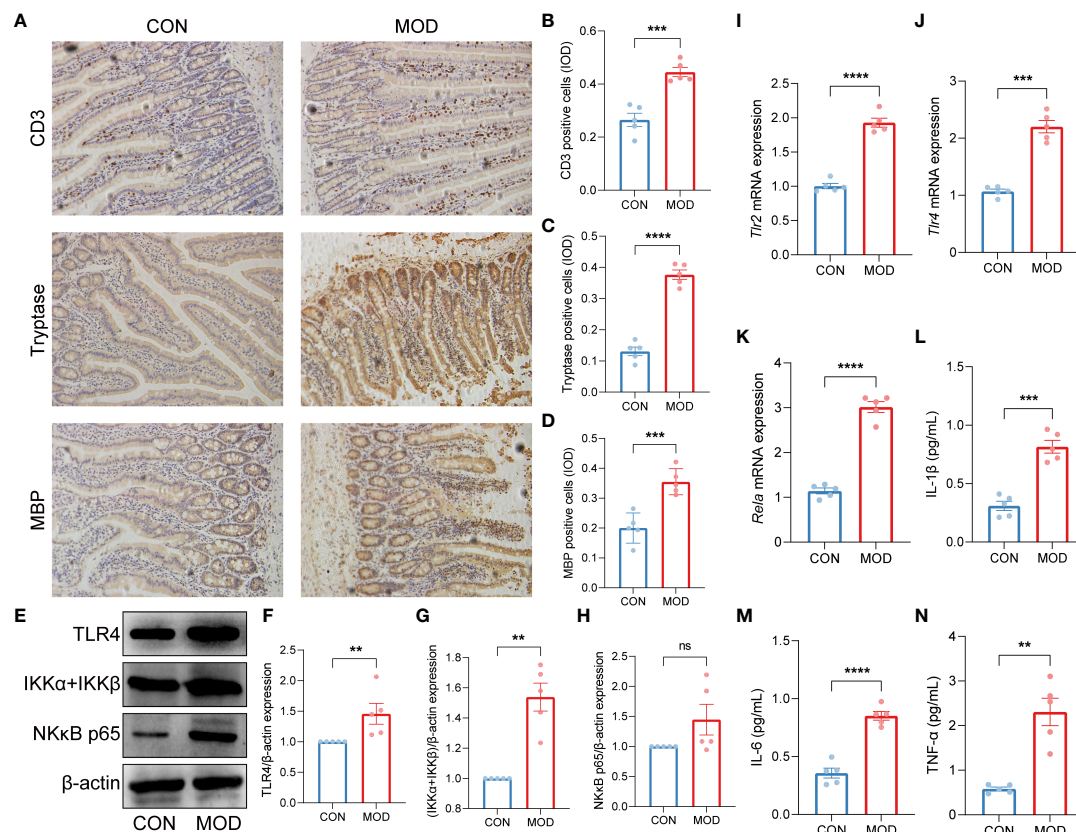 A
CON
MOD
CD3
Tryptase
MBP
B
CD3 positive cells (IOD)
0.6
0.4
0.2
0.0
***
CON
MOD
C
Tryptase positive cells (IOD)
0.5
0.4
0.3
0.2
0.1
0.0
****
CON
MOD
D
MBP positive cells (IOD)
0.5
0.4
0.3
0.2
0.1
0.0
***
CON
MOD
E
TLR4
IKKα+IKKβ
NKκB p65
β-actin
CON
MOD
F
TLR4/β-actin expression
2.5
2.0
1.5
1.0
0.5
0.0
**
CON
MOD
G
(IKKα+IKKβ)/β-actin expression
1.8
1.6
1.4
1.2
1.0
0.8
**
CON
MOD
H
NKκB p65/β-actin expression
2.5
2.0
1.5
1.0
0.5
0.0
ns
CON
MOD
I
Tlr2 mRNA expression
2.5
2.0
1.5
1.0
0.5
0.0
****
CON
MOD
J
Tlr4 mRNA expression
3
2
1
0
***
CON
MOD
K
Rela mRNA expression
4
3
2
1
0
****
CON
MOD
L
IL-1β (pg/mL)
1.5
1.0
0.5
0.0
***
CON
MOD
M
IL-6 (pg/mL)
1.5
1.0
0.5
0.0
****
CON
MOD
N
TNF-α (pg/mL)
4
3
2
1
0
**
CON
MOD